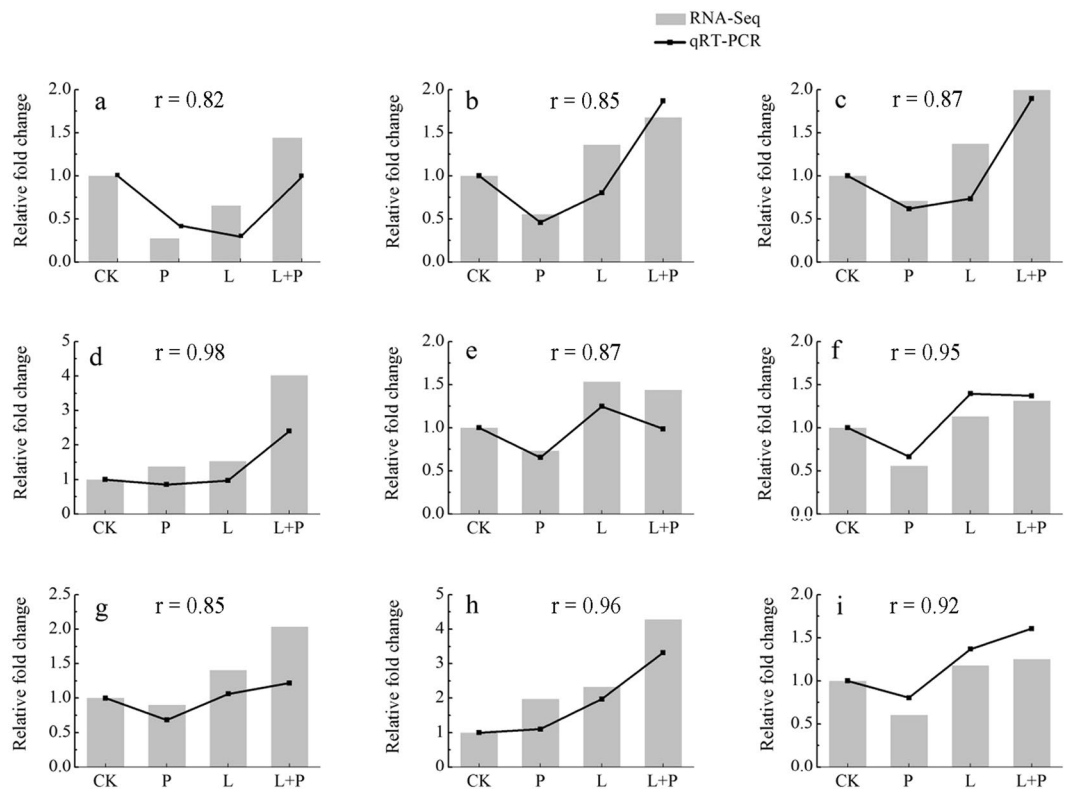 RNA-Seq
qRT-PCR
a r = 0.82
Relative fold change
2.0
1.5
1.0
0.5
0.0
CK P L L+P
b r = 0.85
Relative fold change
2.0
1.5
1.0
0.5
0.0
CK P L L+P
c r = 0.87
Relative fold change
2.0
1.5
1.0
0.5
0.0
CK P L L+P
d r = 0.98
Relative fold change
5
4
3
2
1
0
CK P L L+P
e r = 0.87
Relative fold change
2.0
1.5
1.0
0.5
0.0
CK P L L+P
f r = 0.95
Relative fold change
2.0
1.5
1.0
0.5
0.0
CK P L L+P
g r = 0.85
Relative fold change
2.5
2.0
1.5
1.0
0.5
0.0
CK P L L+P
h r = 0.96
Relative fold change
5
4
3
2
1
0
CK P L L+P
i r = 0.92
Relative fold change
2.0
1.5
1.0
0.5
0.0
CK P L L+P